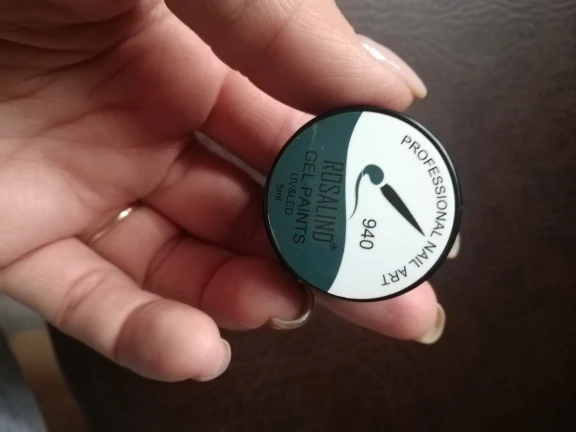 PROFESSIONAL NAIL ART
940
ROSALIND®
GEL PAINTS
UV&LED
5ml